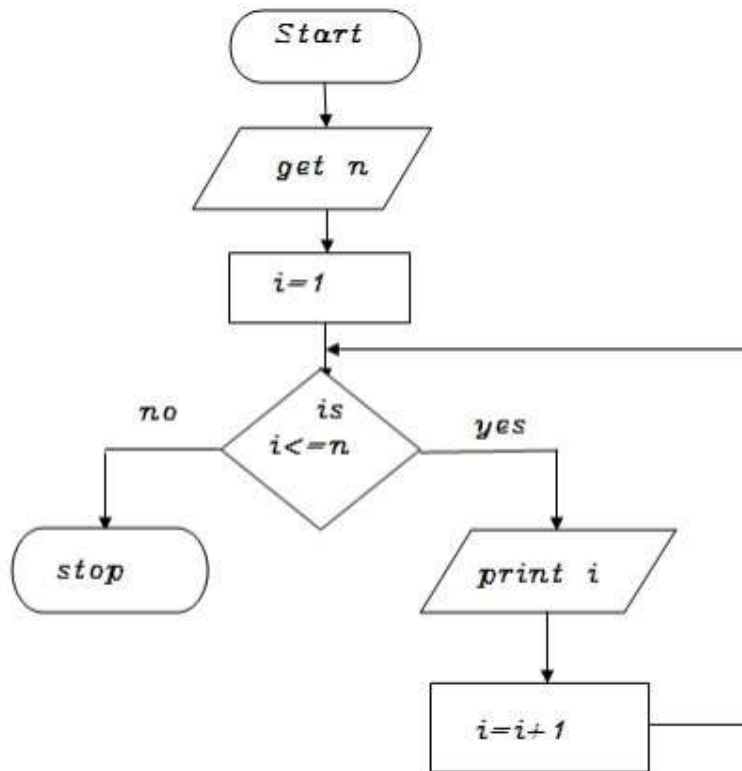 Start
get n
i=1
is
i<=n
no
yes
stop
print i
i=i+1